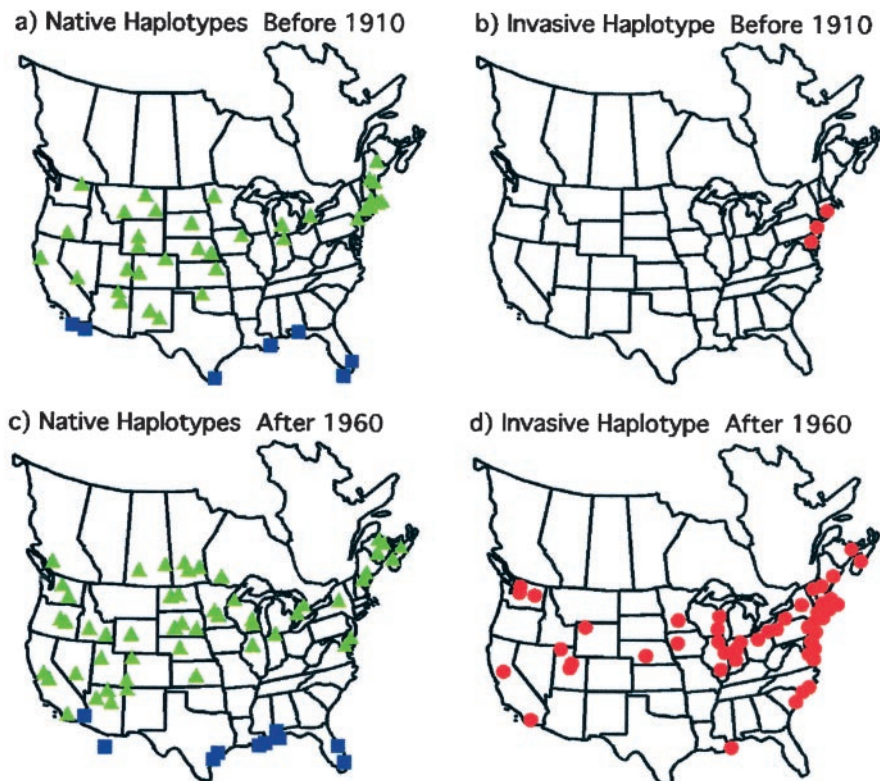 a) Native Haplotypes Before 1910
b) Invasive Haplotype Before 1910
c) Native Haplotypes After 1960
d) Invasive Haplotype After 1960